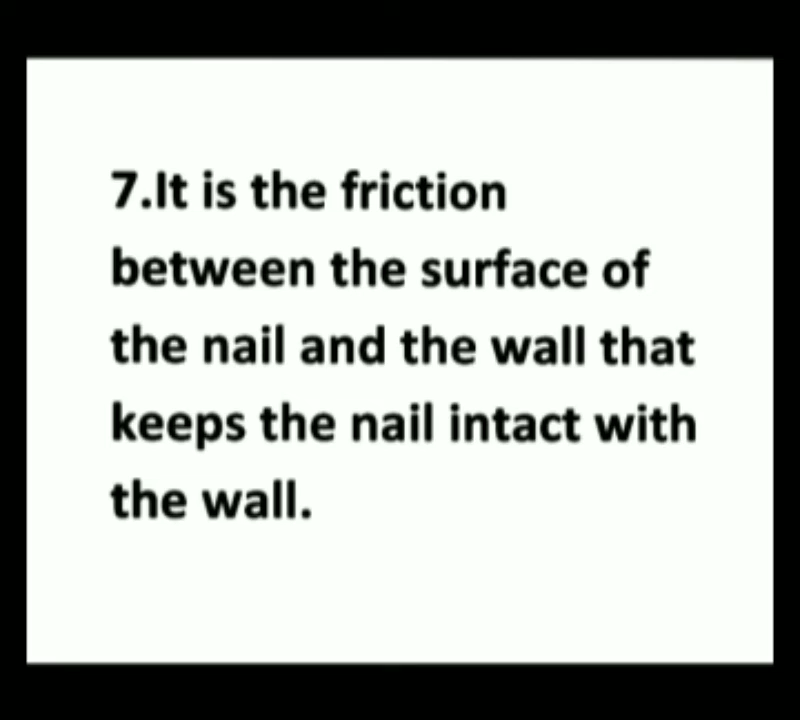 7.It is the friction
between the surface of
the nail and the wall that
keeps the nail intact with
the wall.